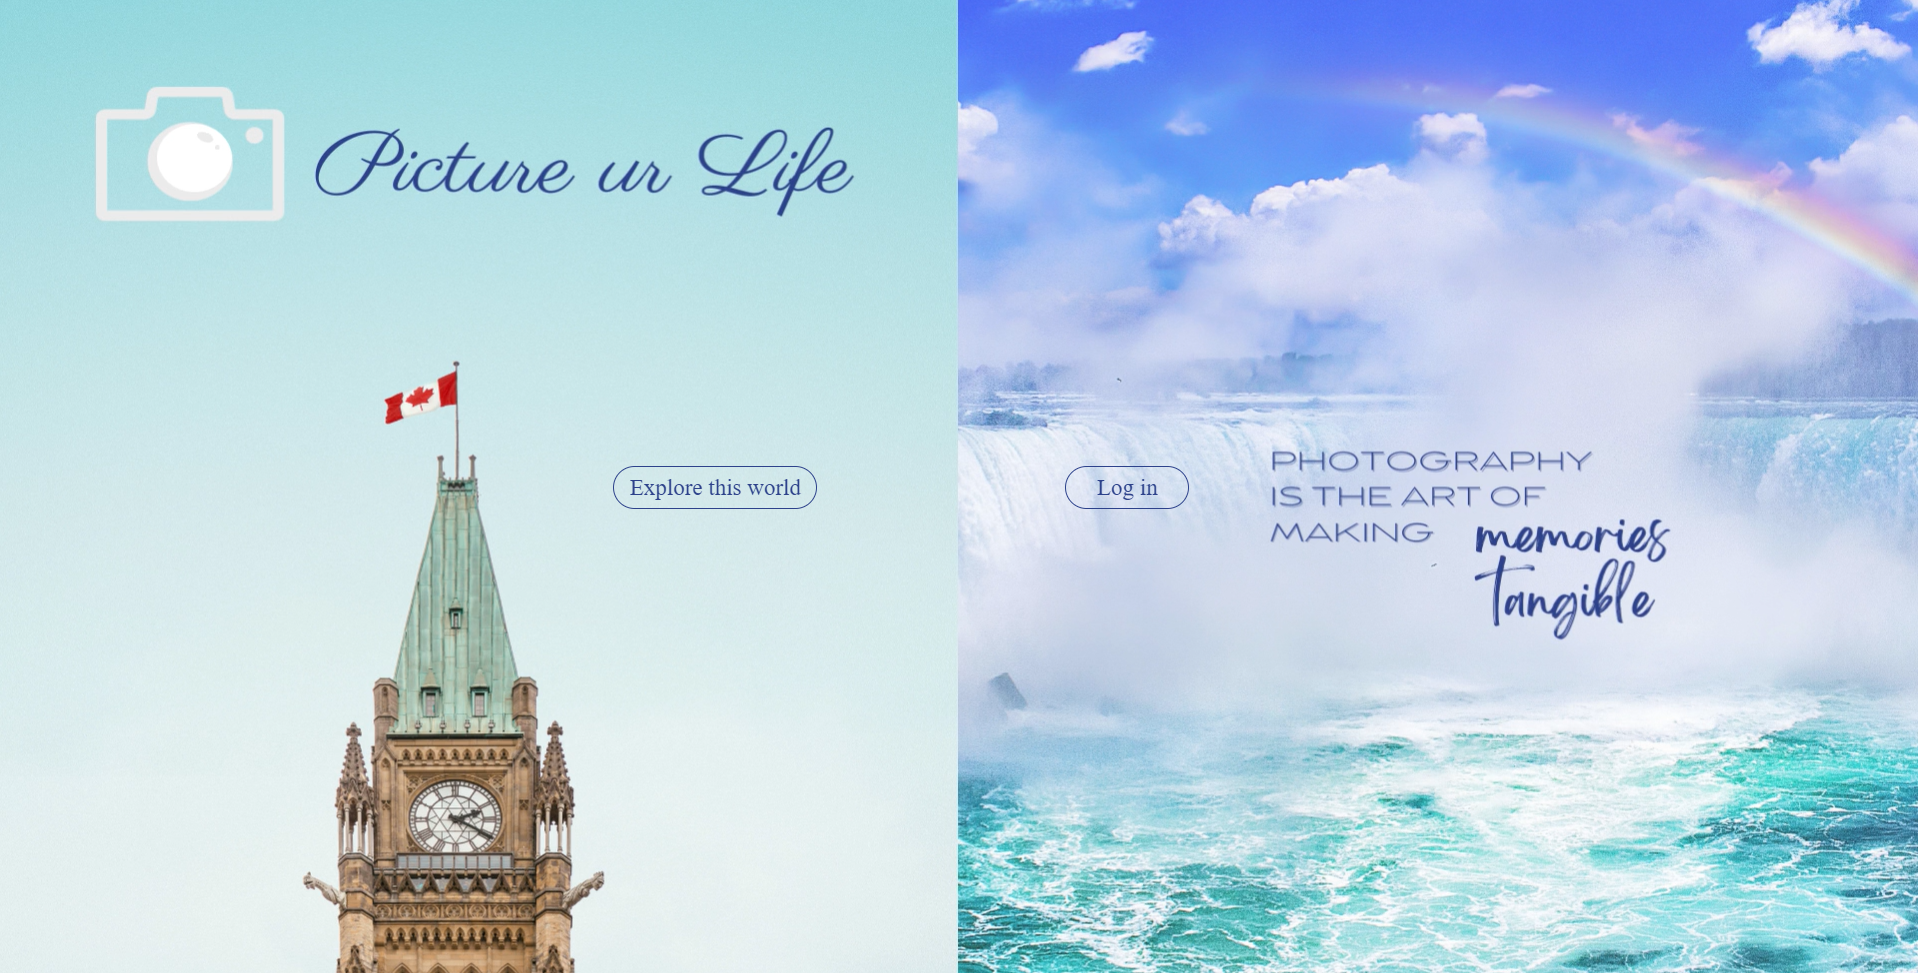 Picture ur Life
Explore this world
Log in
PHOTOGRAPHY
IS THE ART OF
MAKING memories
Tangible